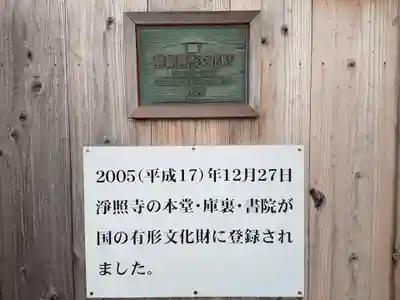 2005(平成17)年12月27日
浄照寺の本堂・庫裏・書院が
国の有形文化財に登録され
ました。